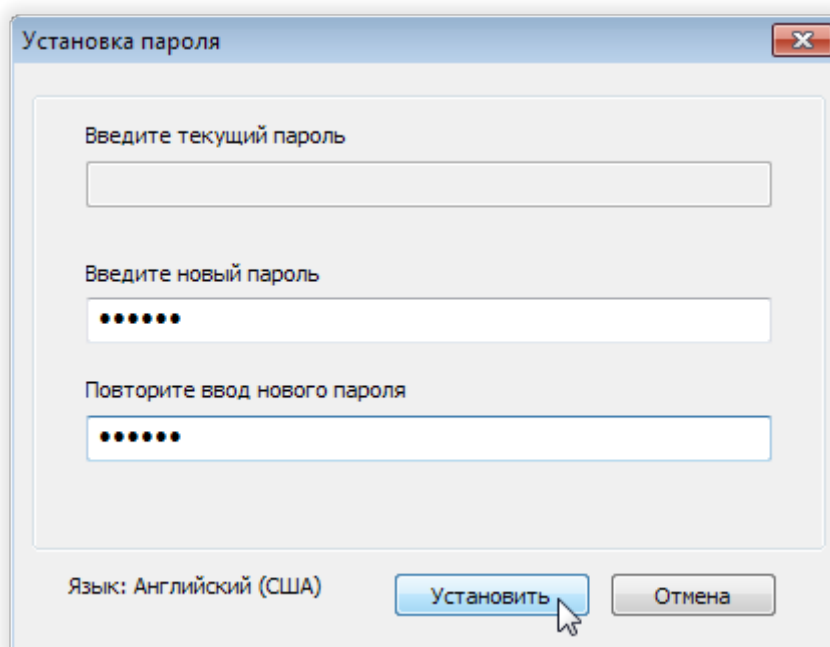 Установка пароля
Введите текущий пароль
Введите новый пароль
••••••
Повторите ввод нового пароля
••••••
Язык: Английский (США)
Установить
Отмена